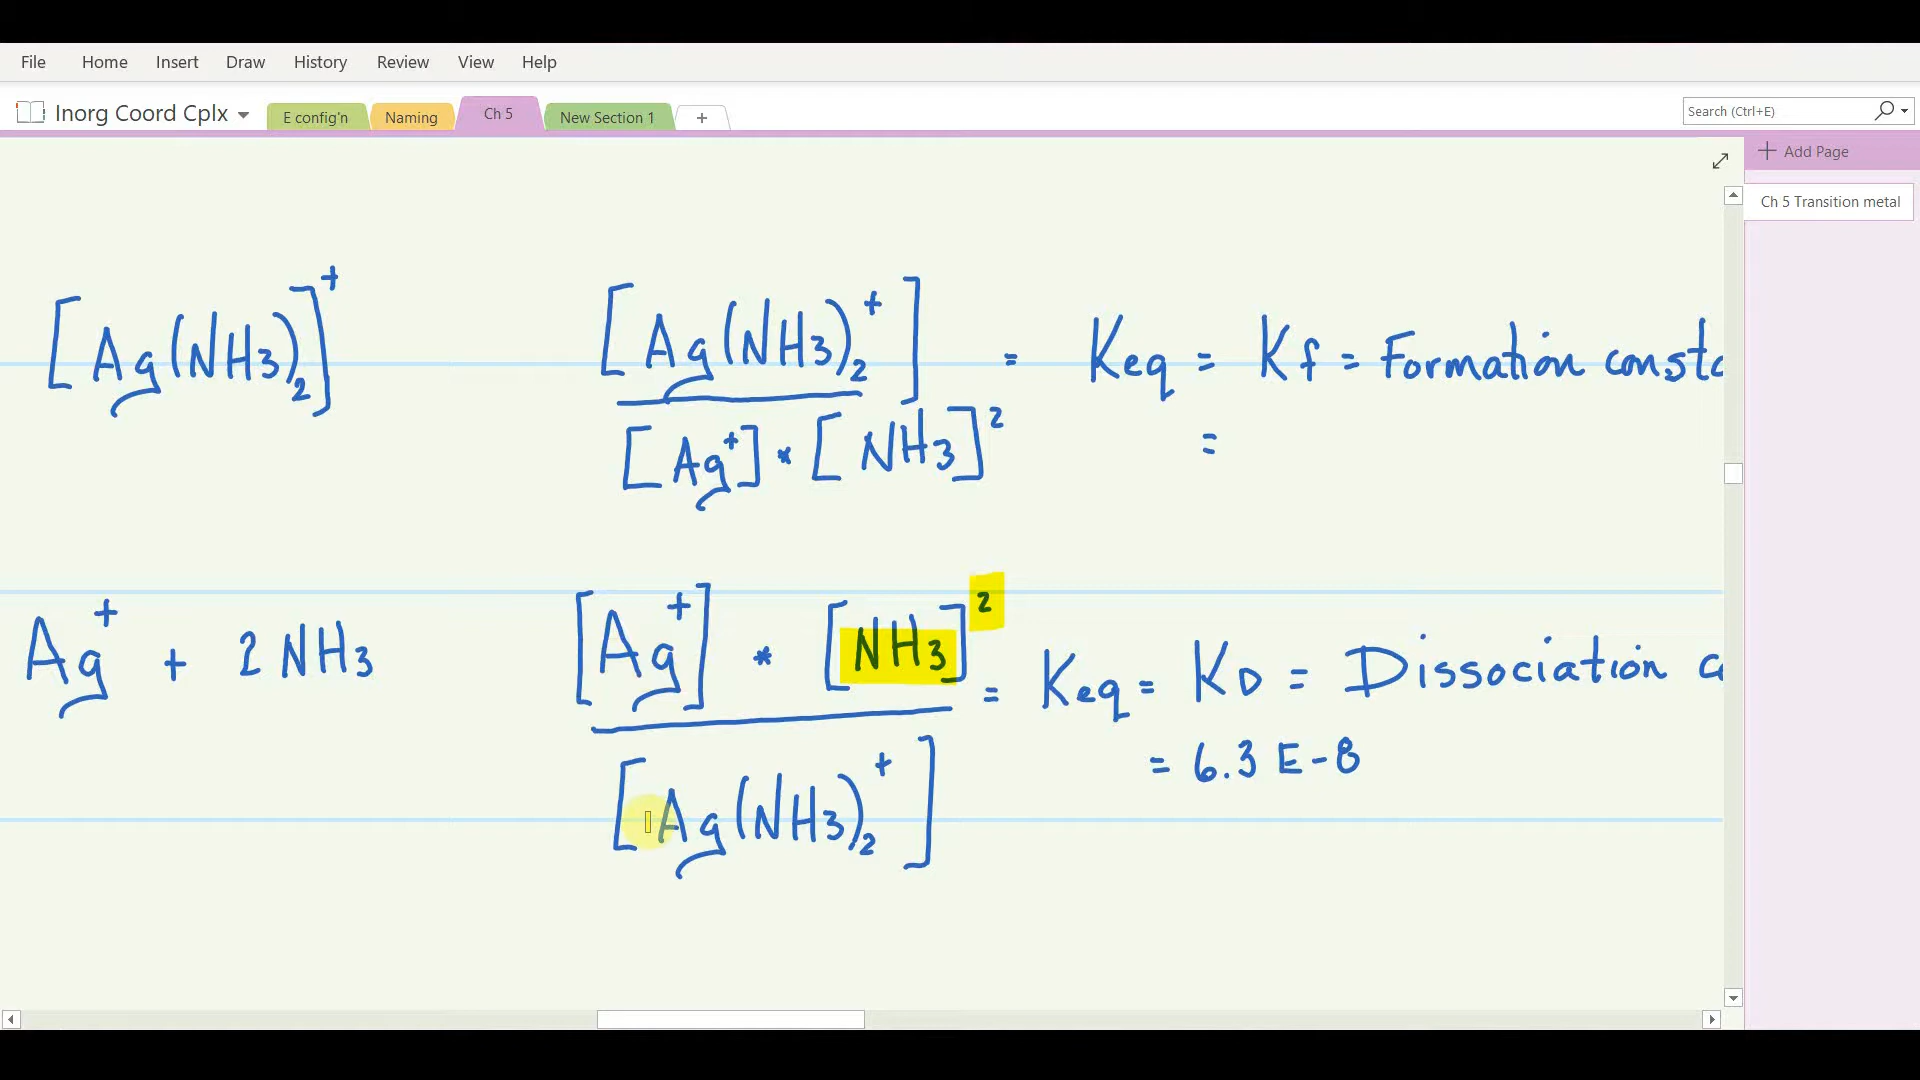 File Home Insert Draw History Review View Help
Inorg Coord Cplx E config'n Naming Ch 5 New Section 1 + Search (Ctrl+E)
+ Add Page
Ch 5 Transition metal
[Ag(NH3)2]+ [Ag(NH3)2+] = Keq = Kf = Formation consta
[Ag+] * [NH3]2 =
Ag+ + 2NH3 [Ag+] * [NH3]2 = Keq = KD = Dissociation c
= 6.3 E-8
[Ag(NH3)2+]